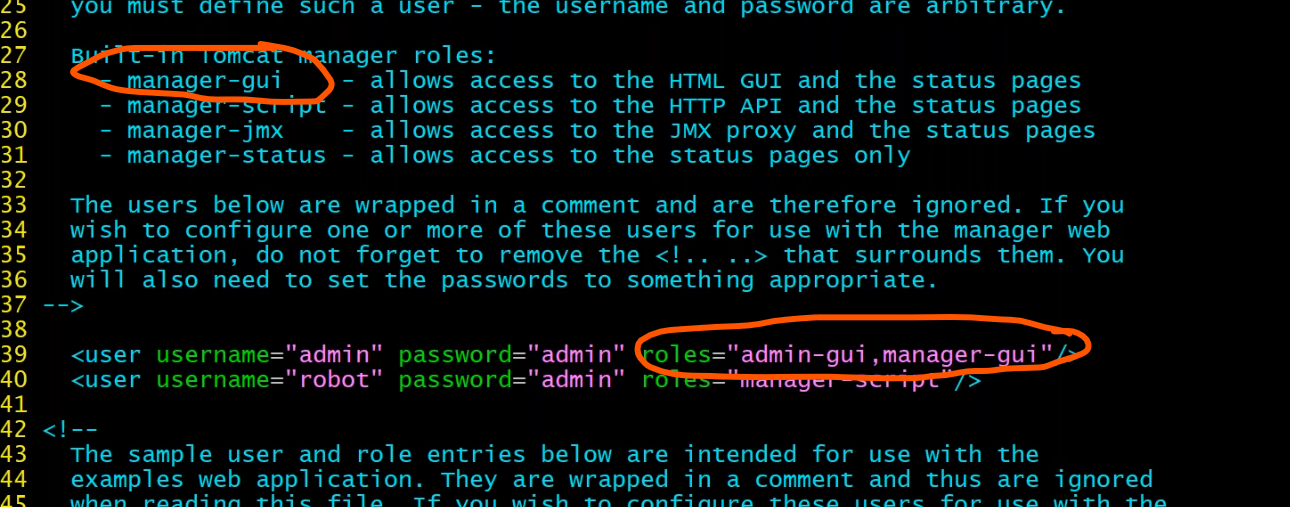 25   you must define such a user - the username and password are arbitrary.
26
27   Built-in Tomcat manager roles:
28     - manager-gui    - allows access to the HTML GUI and the status pages
29     - manager-script - allows access to the HTTP API and the status pages
30     - manager-jmx    - allows access to the JMX proxy and the status pages
31     - manager-status - allows access to the status pages only
32
33   The users below are wrapped in a comment and are therefore ignored. If you
34   wish to configure one or more of these users for use with the manager web
35   application, do not forget to remove the <!.. ..> that surrounds them. You
36   will also need to set the passwords to something appropriate.
37 -->
38
39   <user username="admin" password="admin" roles="admin-gui,manager-gui"/>
40   <user username="robot" password="admin" roles="manager-script"/>
41
42 <!--
43   The sample user and role entries below are intended for use with the
44   examples web application. They are wrapped in a comment and thus are ignored
45   when reading this file. If you wish to configure these users for use with the